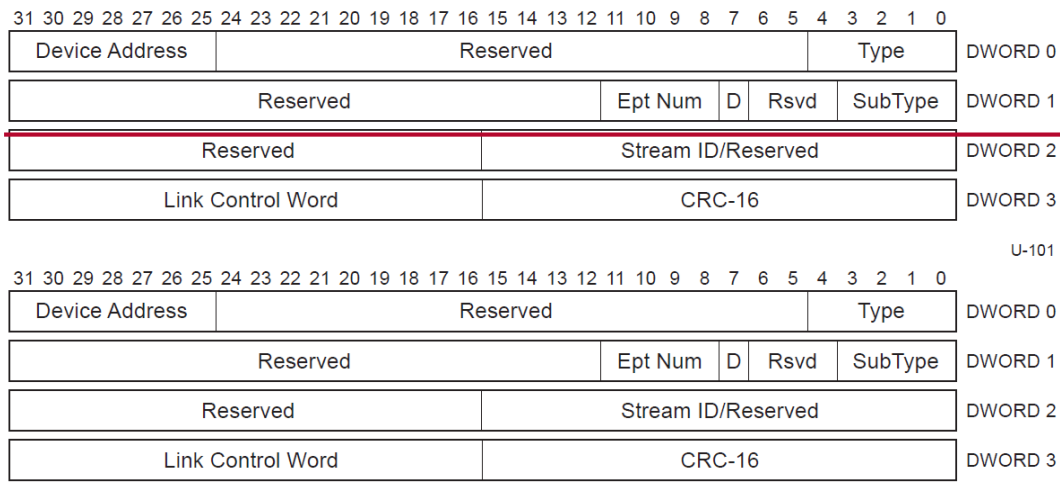 31 30 29 28 27 26 25 24 23 22 21 20 19 18 17 16 15 14 13 12 11 10 9 8 7 6 5 4 3 2 1 0
Device Address Reserved Type DWORD 0
Reserved Ept Num D Rsvd SubType DWORD 1
Reserved Stream ID/Reserved DWORD 2
Link Control Word CRC-16 DWORD 3
U-101
31 30 29 28 27 26 25 24 23 22 21 20 19 18 17 16 15 14 13 12 11 10 9 8 7 6 5 4 3 2 1 0
Device Address Reserved Type DWORD 0
Reserved Ept Num D Rsvd SubType DWORD 1
Reserved Stream ID/Reserved DWORD 2
Link Control Word CRC-16 DWORD 3